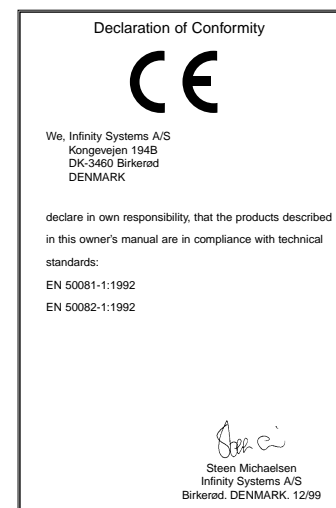 Declaration of Conformity
CE
We, Infinity Systems A/S
Kongevejen 194B
DK-3460 Birkerød
DENMARK
declare in own responsibility, that the products described
in this owner's manual are in compliance with technical
standards:
EN 50081-1:1992
EN 50082-1:1992
Steen Michaelsen
Infinity Systems A/S
Birkerød. DENMARK. 12/99